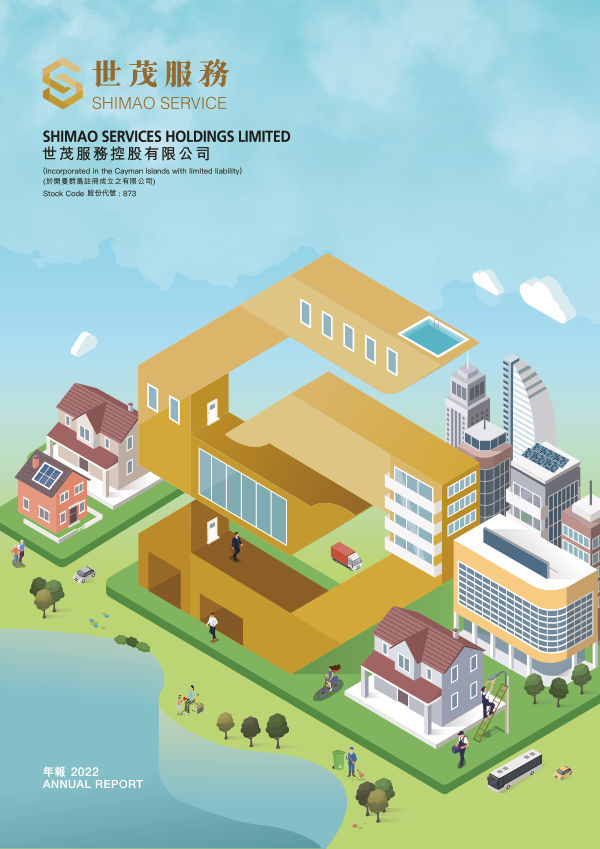 世茂服務
SHIMAO SERVICE
SHIMAO SERVICES HOLDINGS LIMITED
世茂服務控股有限公司
(Incorporated in the Cayman Islands with limited liability)
(於開曼群島註冊成立之有限公司)
Stock Code 股份代號 : 873
年報 2022
ANNUAL REPORT